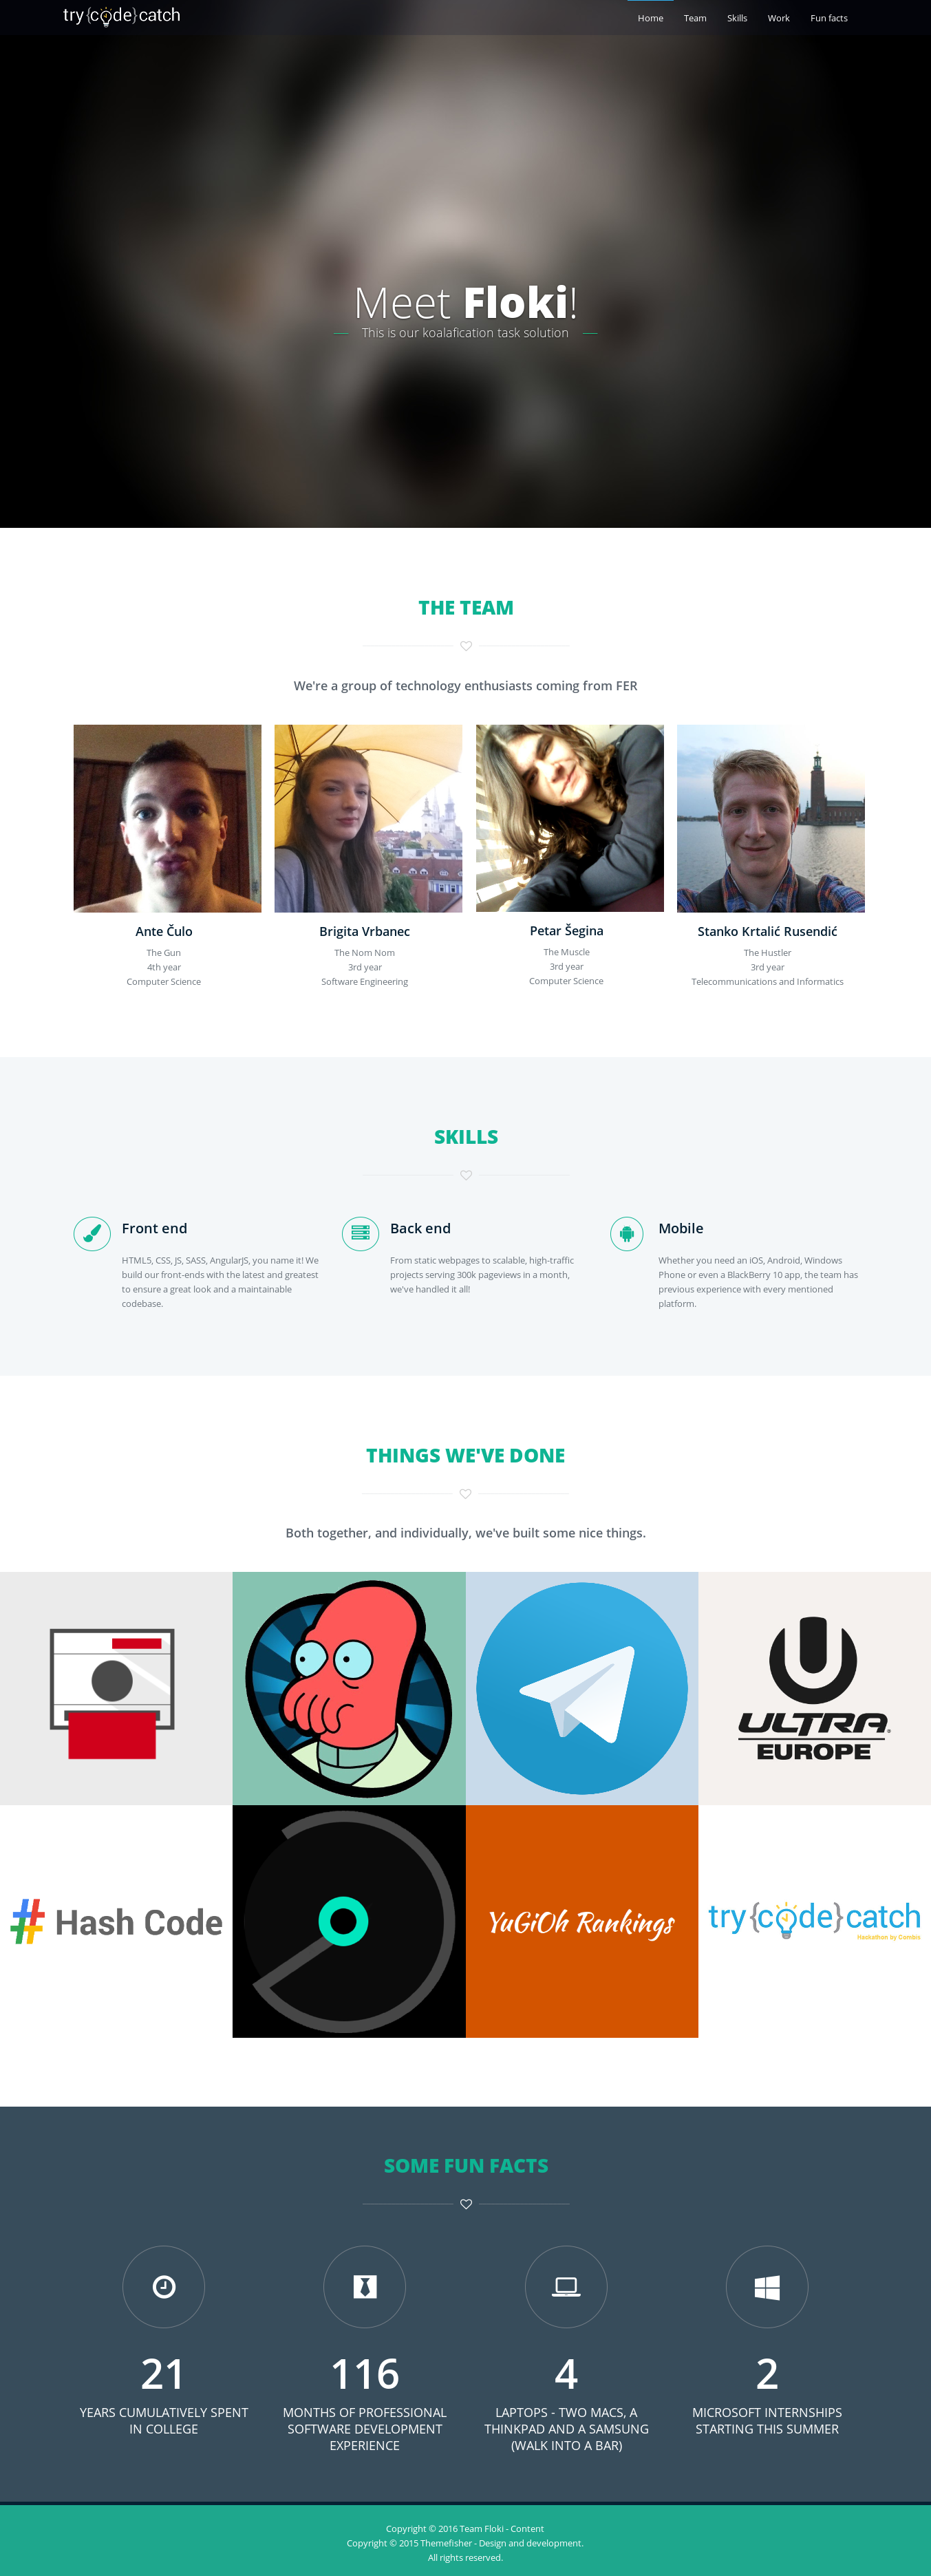 try{code}catch
Home Team Skills Work Fun facts
Meet Floki!
This is our koalafication task solution
THE TEAM
We're a group of technology enthusiasts coming from FER
Ante Čulo
The Gun
4th year
Computer Science
Brigita Vrbanec
The Nom Nom
3rd year
Software Engineering
Petar Šegina
The Muscle
3rd year
Computer Science
Stanko Krtalić Rusendić
The Hustler
3rd year
Telecommunications and Informatics
SKILLS
Front end
HTML5, CSS, JS, SASS, AngularJS, you name it! We
build our front-ends with the latest and greatest
to ensure a great look and a maintainable
codebase.
Back end
From static webpages to scalable, high-traffic
projects serving 300k pageviews in a month,
we've handled it all!
Mobile
Whether you need an iOS, Android, Windows
Phone or even a BlackBerry 10 app, the team has
previous experience with every mentioned
platform.
THINGS WE'VE DONE
Both together, and individually, we've built some nice things.
ULTRA
EUROPE
# Hash Code
YuGiOh Rankings
try{code}catch
Hackathon by Combis
SOME FUN FACTS
21
YEARS CUMULATIVELY SPENT
IN COLLEGE
116
MONTHS OF PROFESSIONAL
SOFTWARE DEVELOPMENT
EXPERIENCE
4
LAPTOPS - TWO MACS, A
THINKPAD AND A SAMSUNG
(WALK INTO A BAR)
2
MICROSOFT INTERNSHIPS
STARTING THIS SUMMER
Copyright © 2016 Team Floki - Content
Copyright © 2015 Themefisher - Design and development.
All rights reserved.